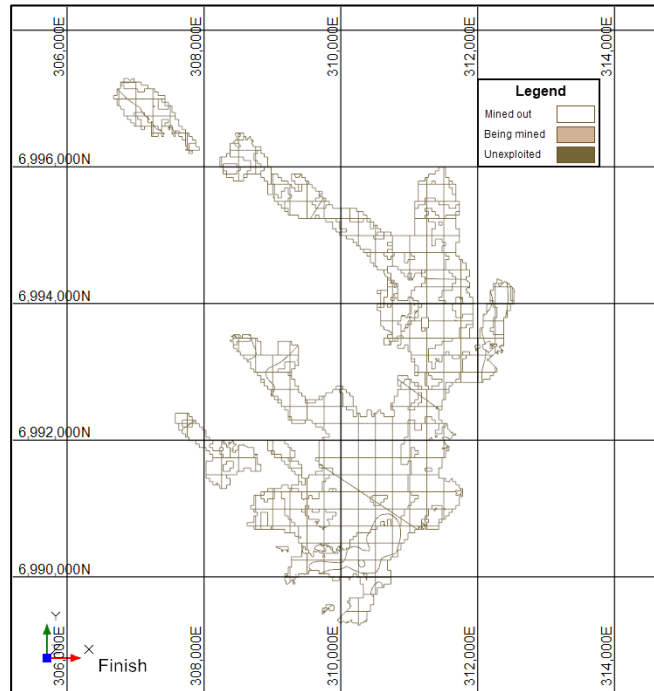 306,000E
308,000E
310,000E
312,000E
314,000E
Legend
Mined out
Being mined
Unexploited
6,996,000N
6,994,000N
6,992,000N
6,990,000N
306,000E
308,000E
310,000E
312,000E
314,000E
Y
X
Finish